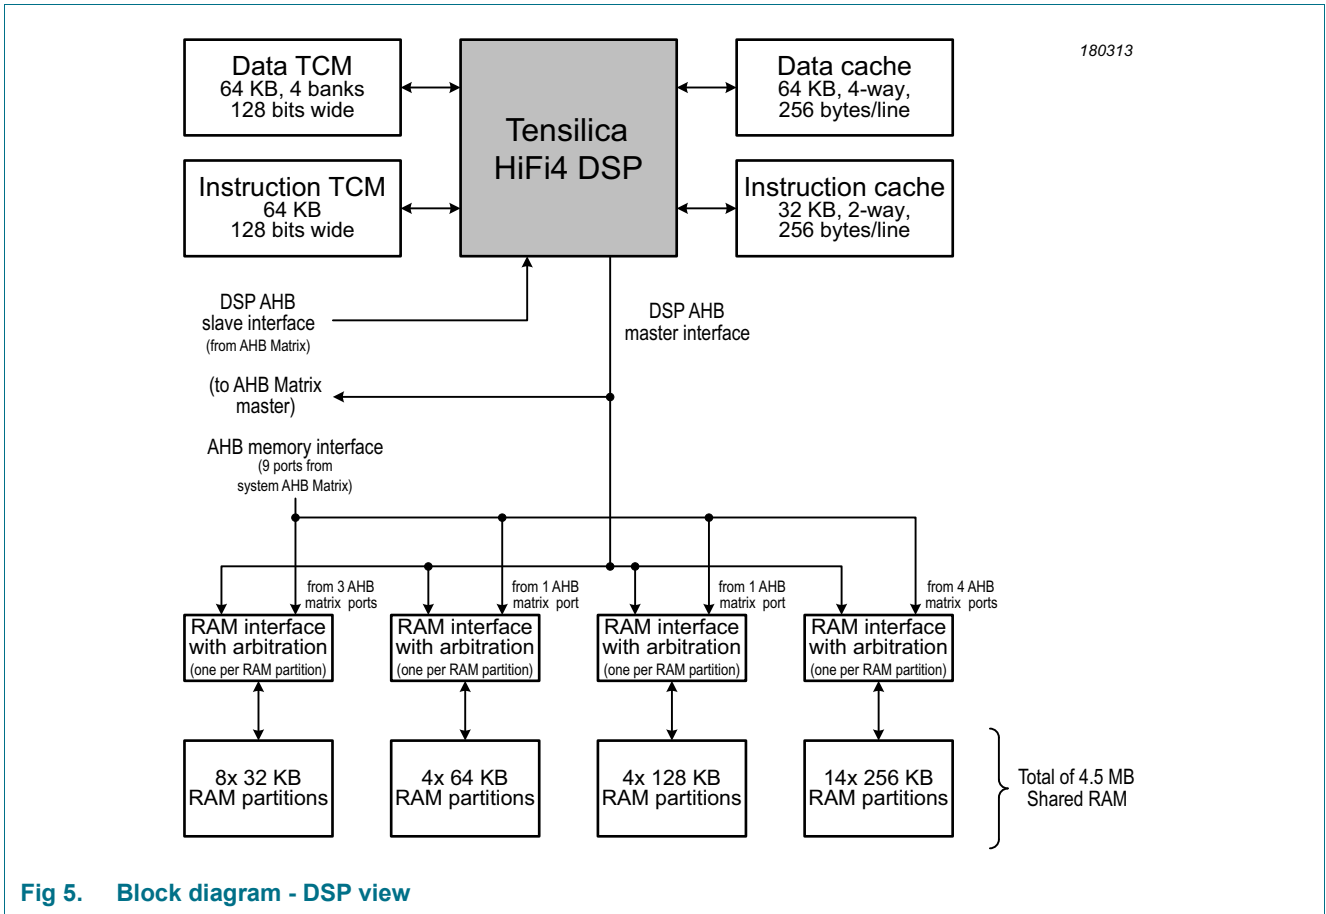 180313
Data TCM
64 KB, 4 banks
128 bits wide
Tensilica
HiFi4 DSP
Data cache
64 KB, 4-way,
256 bytes/line
Instruction TCM
64 KB
128 bits wide
Instruction cache
32 KB, 2-way,
256 bytes/line
DSP AHB
slave interface
(from AHB Matrix)
DSP AHB
master interface
(to AHB Matrix
master)
AHB memory interface
(9 ports from
system AHB Matrix)
from 3 AHB
matrix ports
from 1 AHB
matrix port
from 1 AHB
matrix port
from 4 AHB
matrix ports
RAM interface
with arbitration
(one per RAM partition)
RAM interface
with arbitration
(one per RAM partition)
RAM interface
with arbitration
(one per RAM partition)
RAM interface
with arbitration
(one per RAM partition)
8x 32 KB
RAM partitions
4x 64 KB
RAM partitions
4x 128 KB
RAM partitions
14x 256 KB
RAM partitions
Total of 4.5 MB
Shared RAM
Fig 5. Block diagram - DSP view